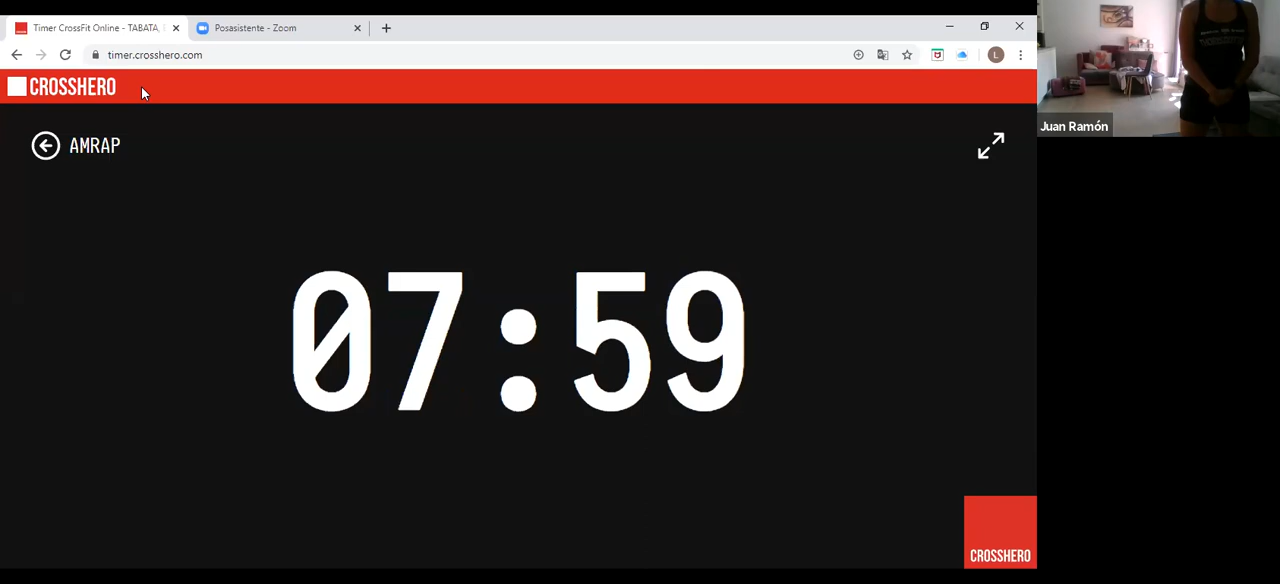 Timer CrossFit Online - TABATA,
Posasistente - Zoom
timer.crosshero.com
CROSSHERO
AMRAP
07:59
CROSSHERO
Juan Ramón
L